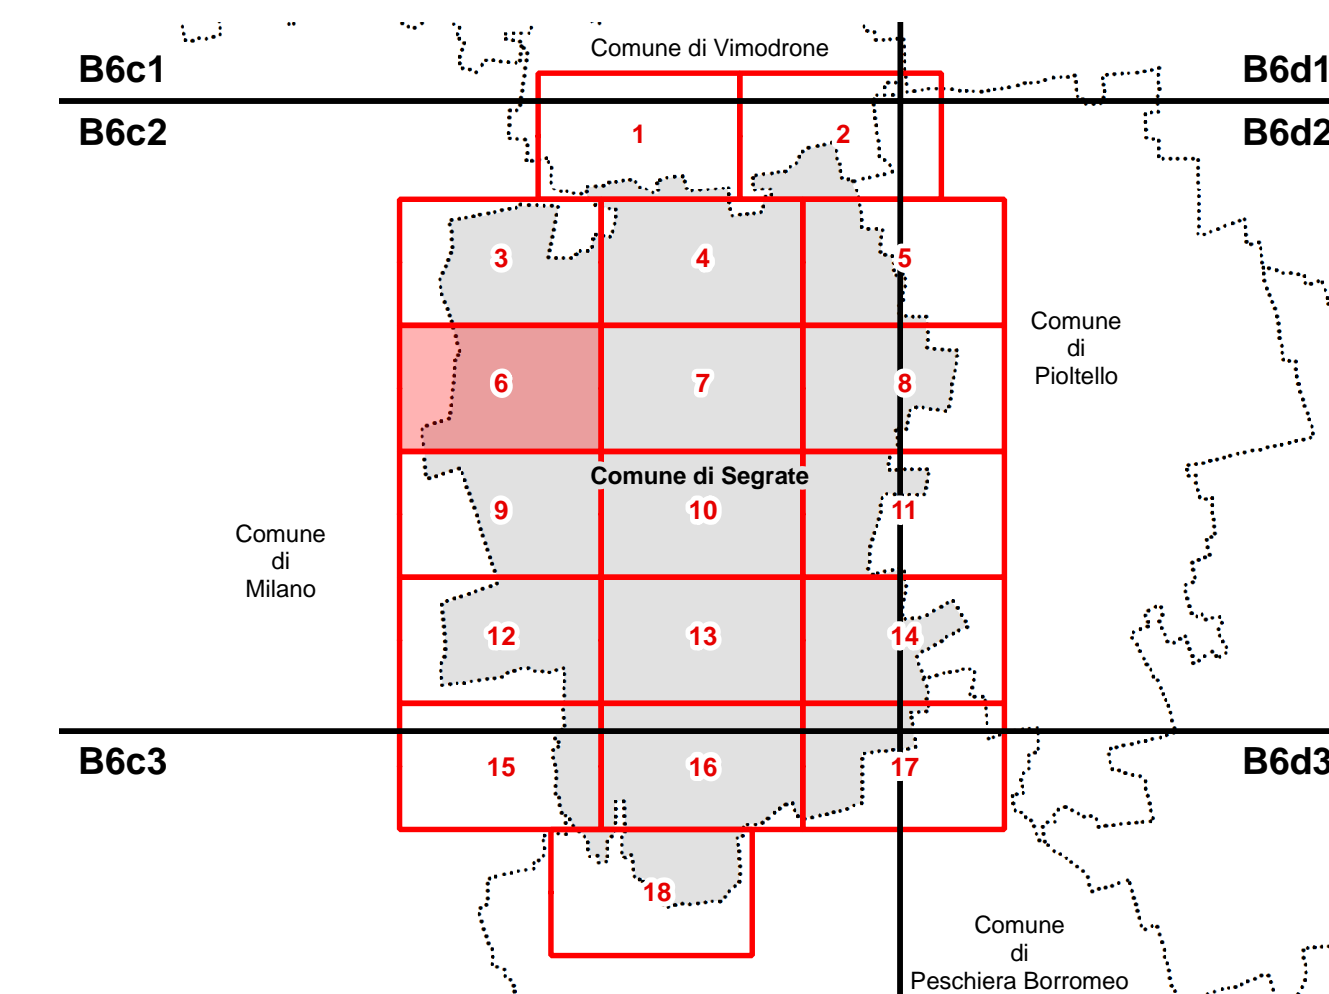 Comune di Vimodrone
B6c1
B6d1
B6c2
B6d2
1
2
3
4
5
Comune
di
Pioltello
6
7
8
Comune di Segrate
9
10
11
Comune
di
Milano
12
13
14
B6c3
B6d3
15
16
17
18
Comune
di
Peschiera Borromeo